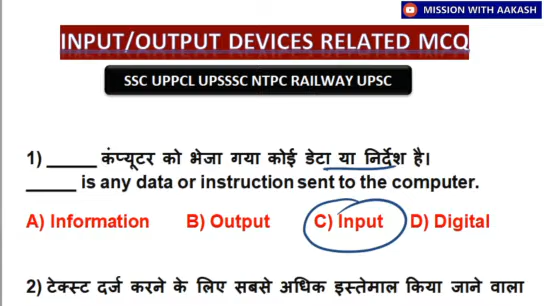 MISSION WITH AAKASH
INPUT/OUTPUT DEVICES RELATED MCQ
SSC UPPCL UPSSSC NTPC RAILWAY UPSC
1) _____ कंप्यूटर को भेजा गया कोई डेटा या निर्देश है।
_____ is any data or instruction sent to the computer.
A) Information B) Output C) Input D) Digital
2) टेक्स्ट दर्ज करने के लिए सबसे अधिक इस्तेमाल किया जाने वाला